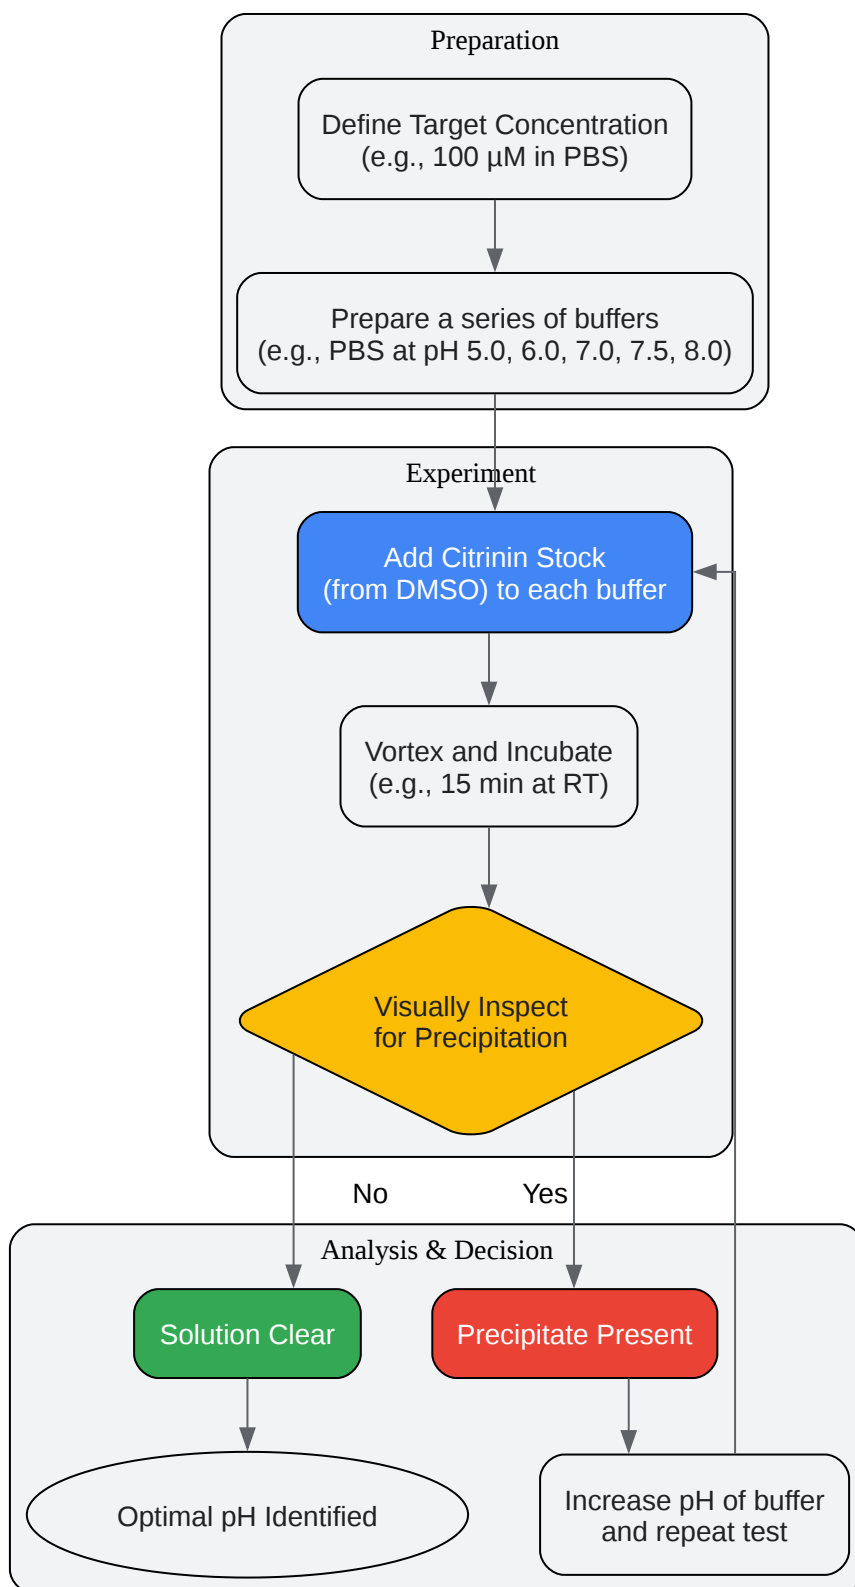 Preparation
Define Target Concentration
(e.g., 100 µM in PBS)
Prepare a series of buffers
(e.g., PBS at pH 5.0, 6.0, 7.0, 7.5, 8.0)
Experiment
Add Citrinin Stock
(from DMSO) to each buffer
Vortex and Incubate
(e.g., 15 min at RT)
Visually Inspect
for Precipitation
No
Yes
Analysis & Decision
Solution Clear
Precipitate Present
Optimal pH Identified
Increase pH of buffer
and repeat test